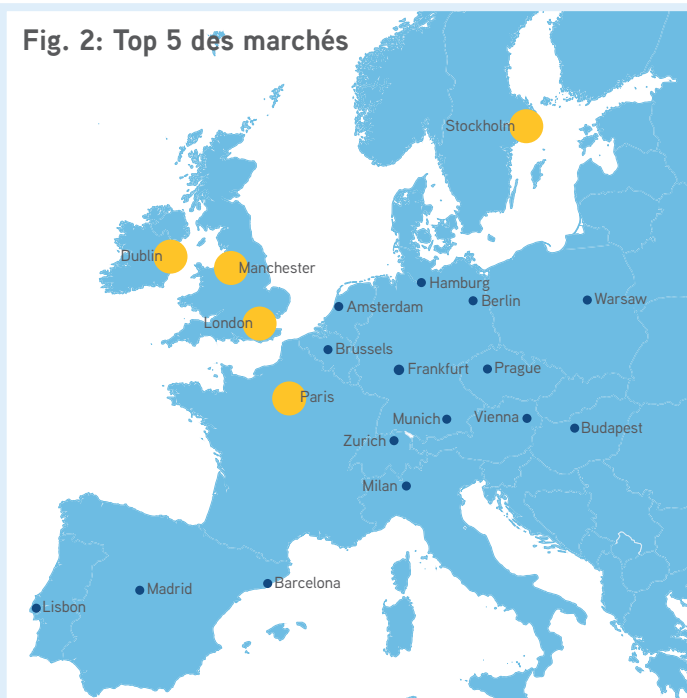 Fig. 2: Top 5 des marchés
Stockholm
Dublin
Manchester
Hamburg
Berlin
Warsaw
Amsterdam
London
Brussels
Frankfurt
Prague
Paris
Munich
Vienna
Budapest
Zurich
Milan
Barcelona
Madrid
Lisbon